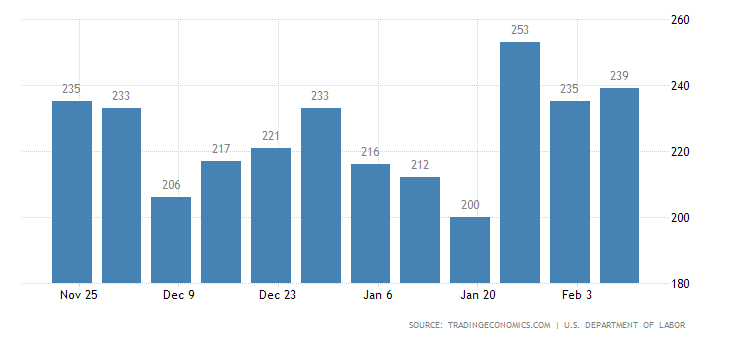 260
253
235 233 233 235 239
240
217 221 216 212
220
206 200
200
180
Nov 25 Dec 9 Dec 23 Jan 6 Jan 20 Feb 3
SOURCE: TRADINGECONOMICS.COM | U.S. DEPARTMENT OF LABOR